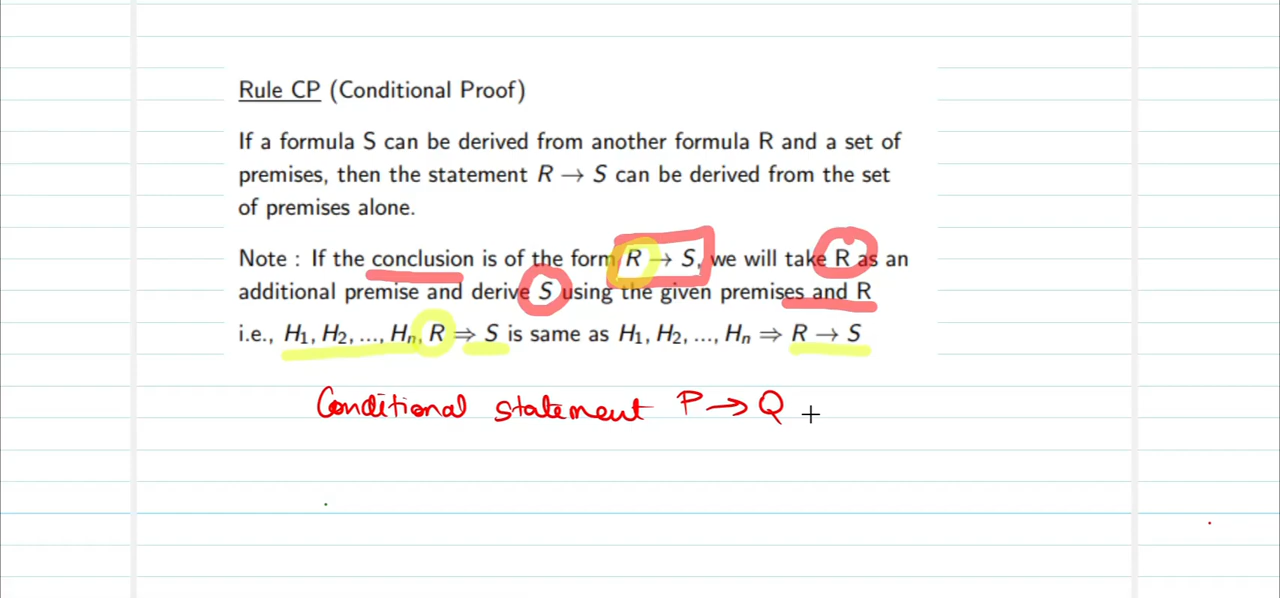 Rule CP (Conditional Proof)
If a formula S can be derived from another formula R and a set of
premises, then the statement R → S can be derived from the set
of premises alone.
Note : If the conclusion is of the form R → S, we will take R as an
additional premise and derive S using the given premises and R
i.e., H₁, H₂, ..., Hₙ, R ⇒ S is same as H₁, H₂, ..., Hₙ ⇒ R → S
Conditional statement P → Q